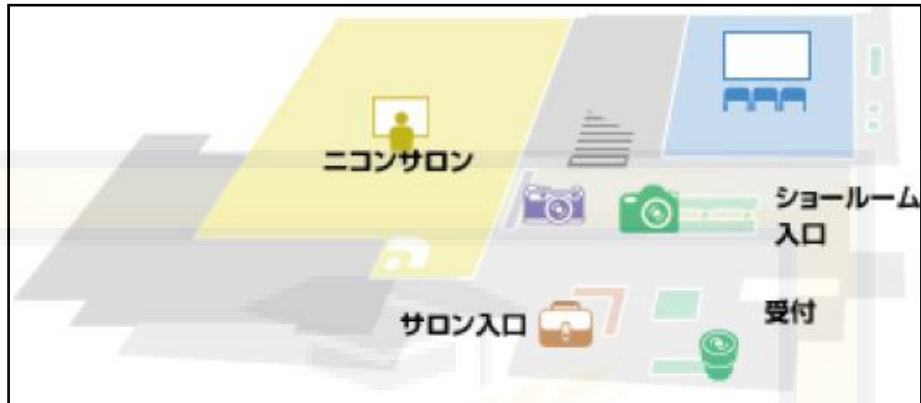 ニコンサロン
ショールーム
入口
サロン入口
受付